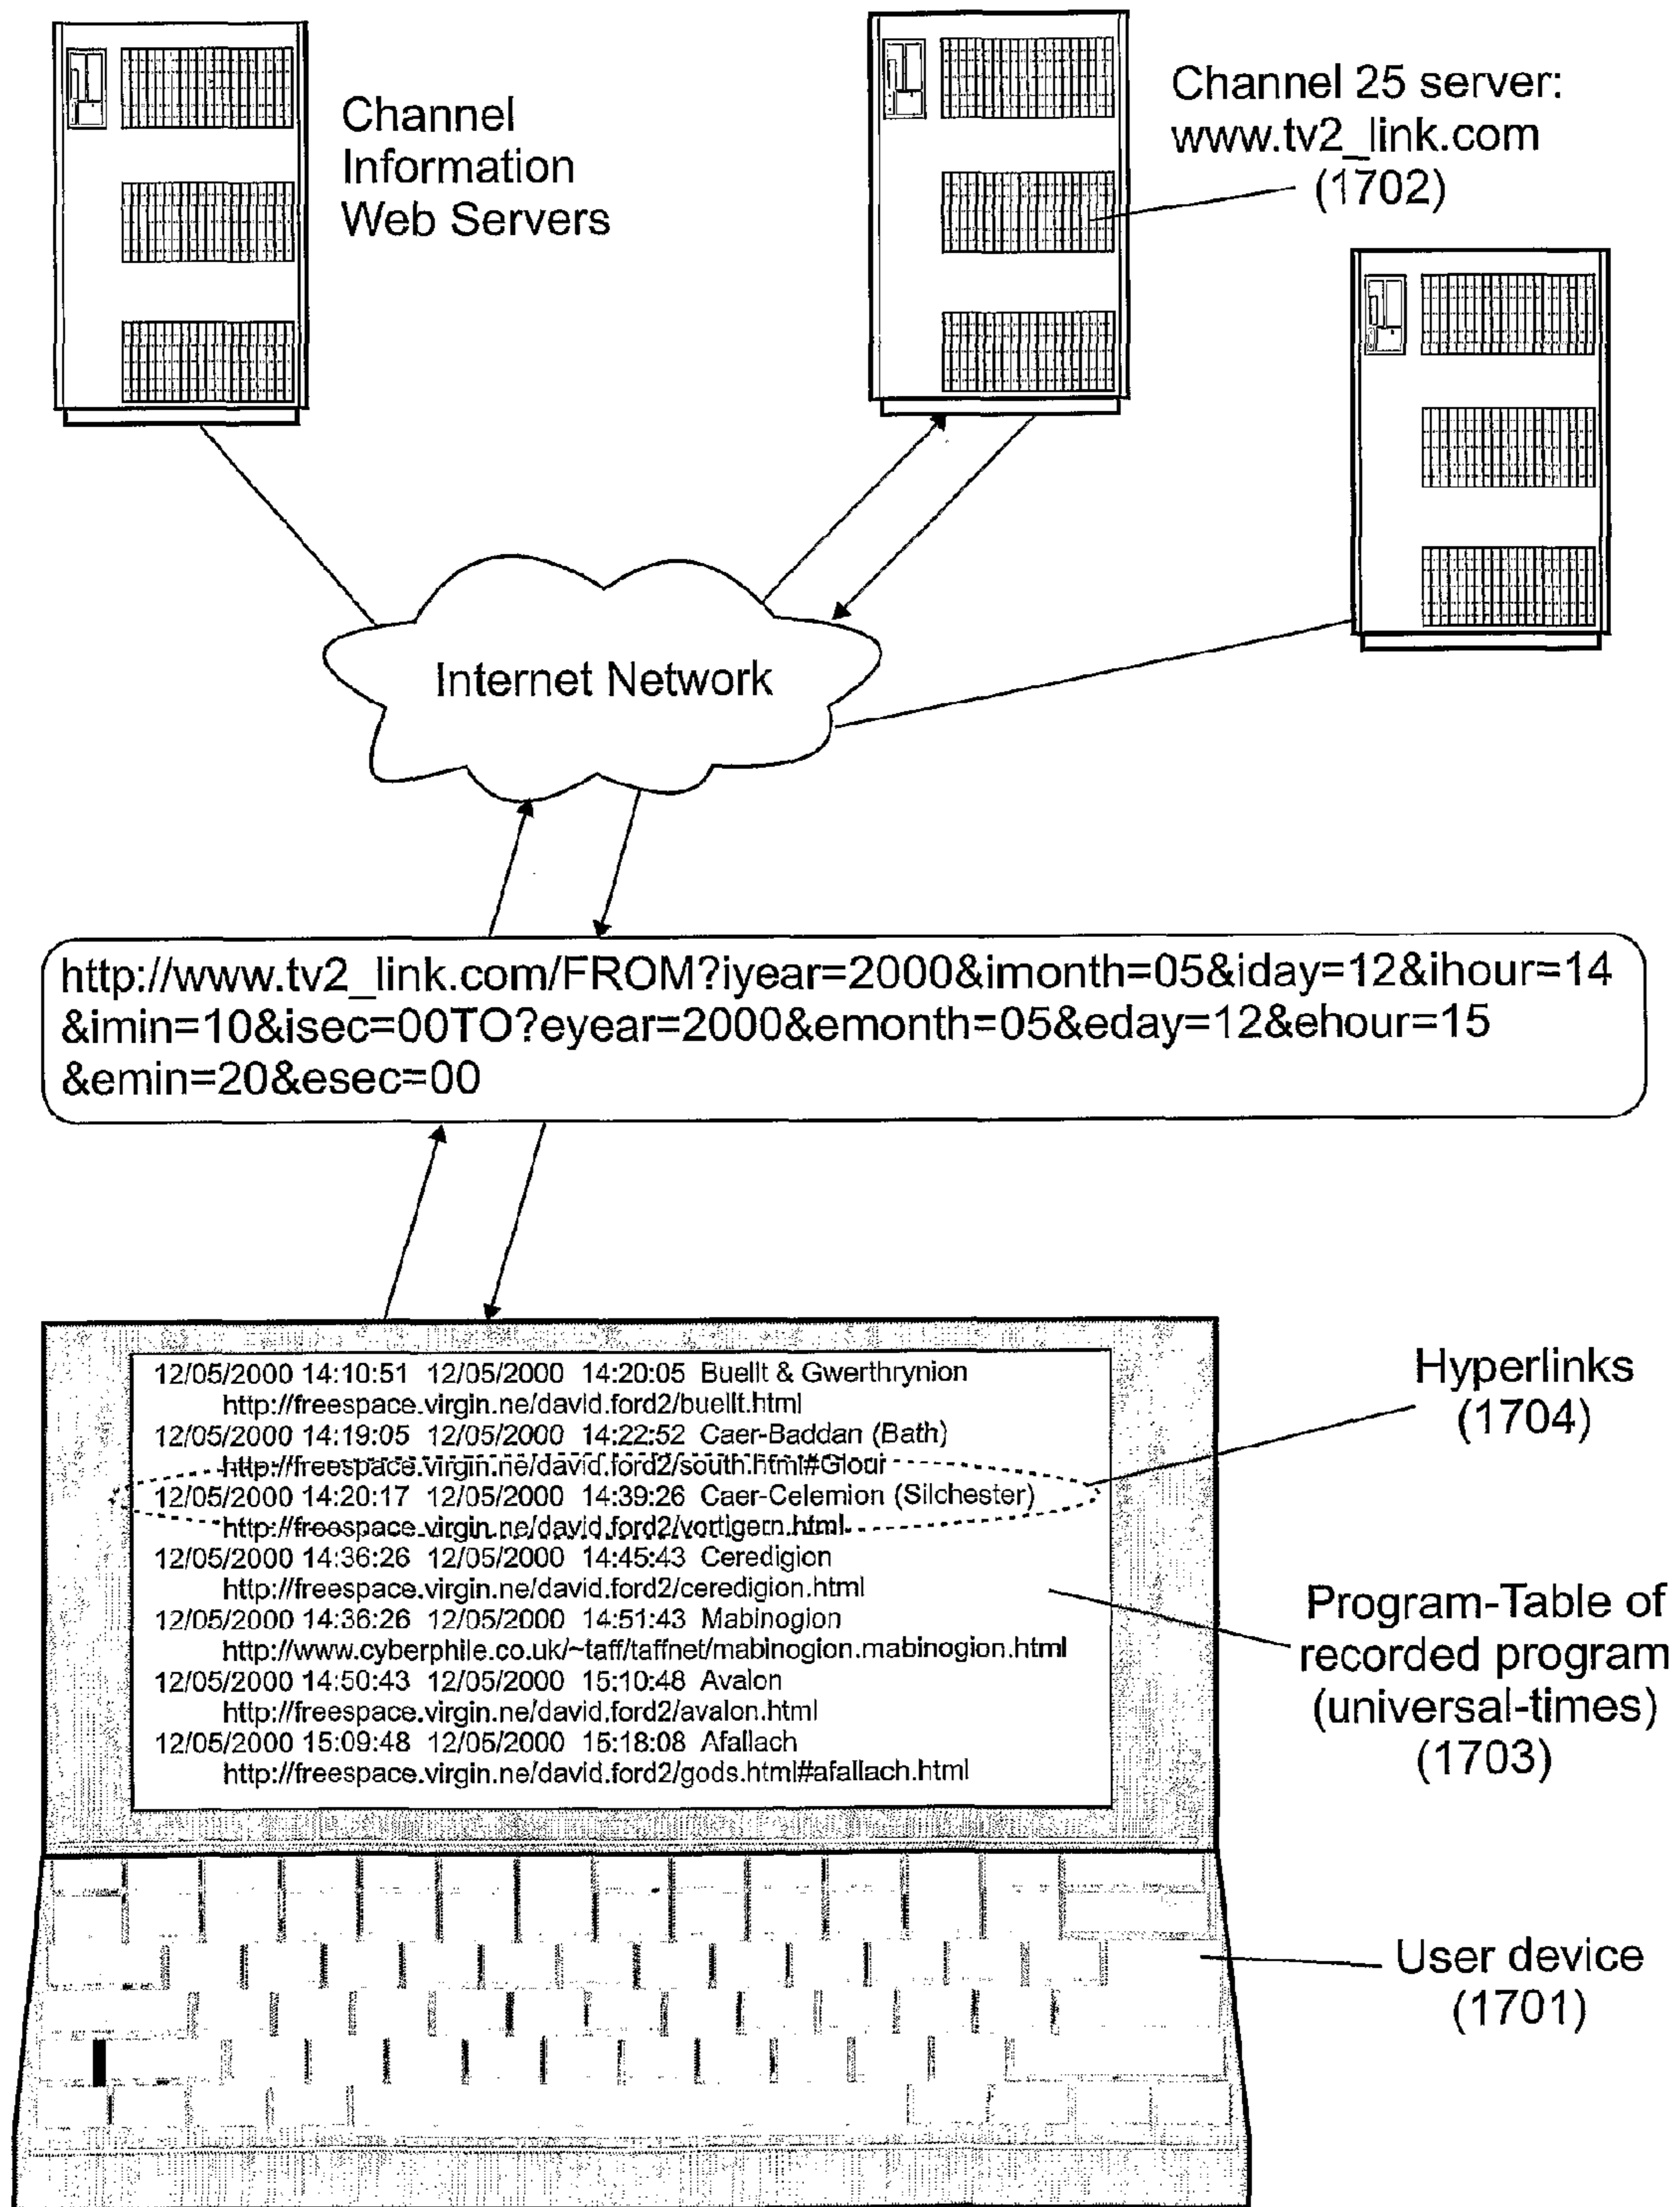 Channel
Information
Web Servers
Channel 25 server:
www.tv2_link.com
(1702)
Internet Network
http://www.tv2_link.com/FROM?iyear=2000&imonth=05&iday=12&ihour=14
&imin=10&isec=00TO?eyear=2000&emonth=05&eday=12&ehour=15
&emin=20&esec=00
12/05/2000 14:10:51 12/05/2000 14:20:05 Buellt & Gwerthrynion
http://freespace.virgin.ne/david.ford2/buellt.html
12/05/2000 14:19:05 12/05/2000 14:22:52 Caer-Baddan (Bath)
http://freespace.virgin.ne/david.ford2/south.html#Glour
12/05/2000 14:20:17 12/05/2000 14:39:26 Caer-Celemion (Silchester)
http://freespace.virgin.ne/david.ford2/vortigern.html
12/05/2000 14:36:26 12/05/2000 14:45:43 Ceredigion
http://freespace.virgin.ne/david.ford2/ceredigion.html
12/05/2000 14:36:26 12/05/2000 14:51:43 Mabinogion
http://www.cyberphile.co.uk/~taff/taffnet/mabinogion.mabinogion.html
12/05/2000 14:50:43 12/05/2000 15:10:48 Avalon
http://freespace.virgin.ne/david.ford2/avalon.html
12/05/2000 15:09:48 12/05/2000 15:18:08 Afallach
http://freespace.virgin.ne/david.ford2/gods.html#afallach.html
Hyperlinks
(1704)
Program-Table of
recorded program
(universal-times)
(1703)
User device
(1701)